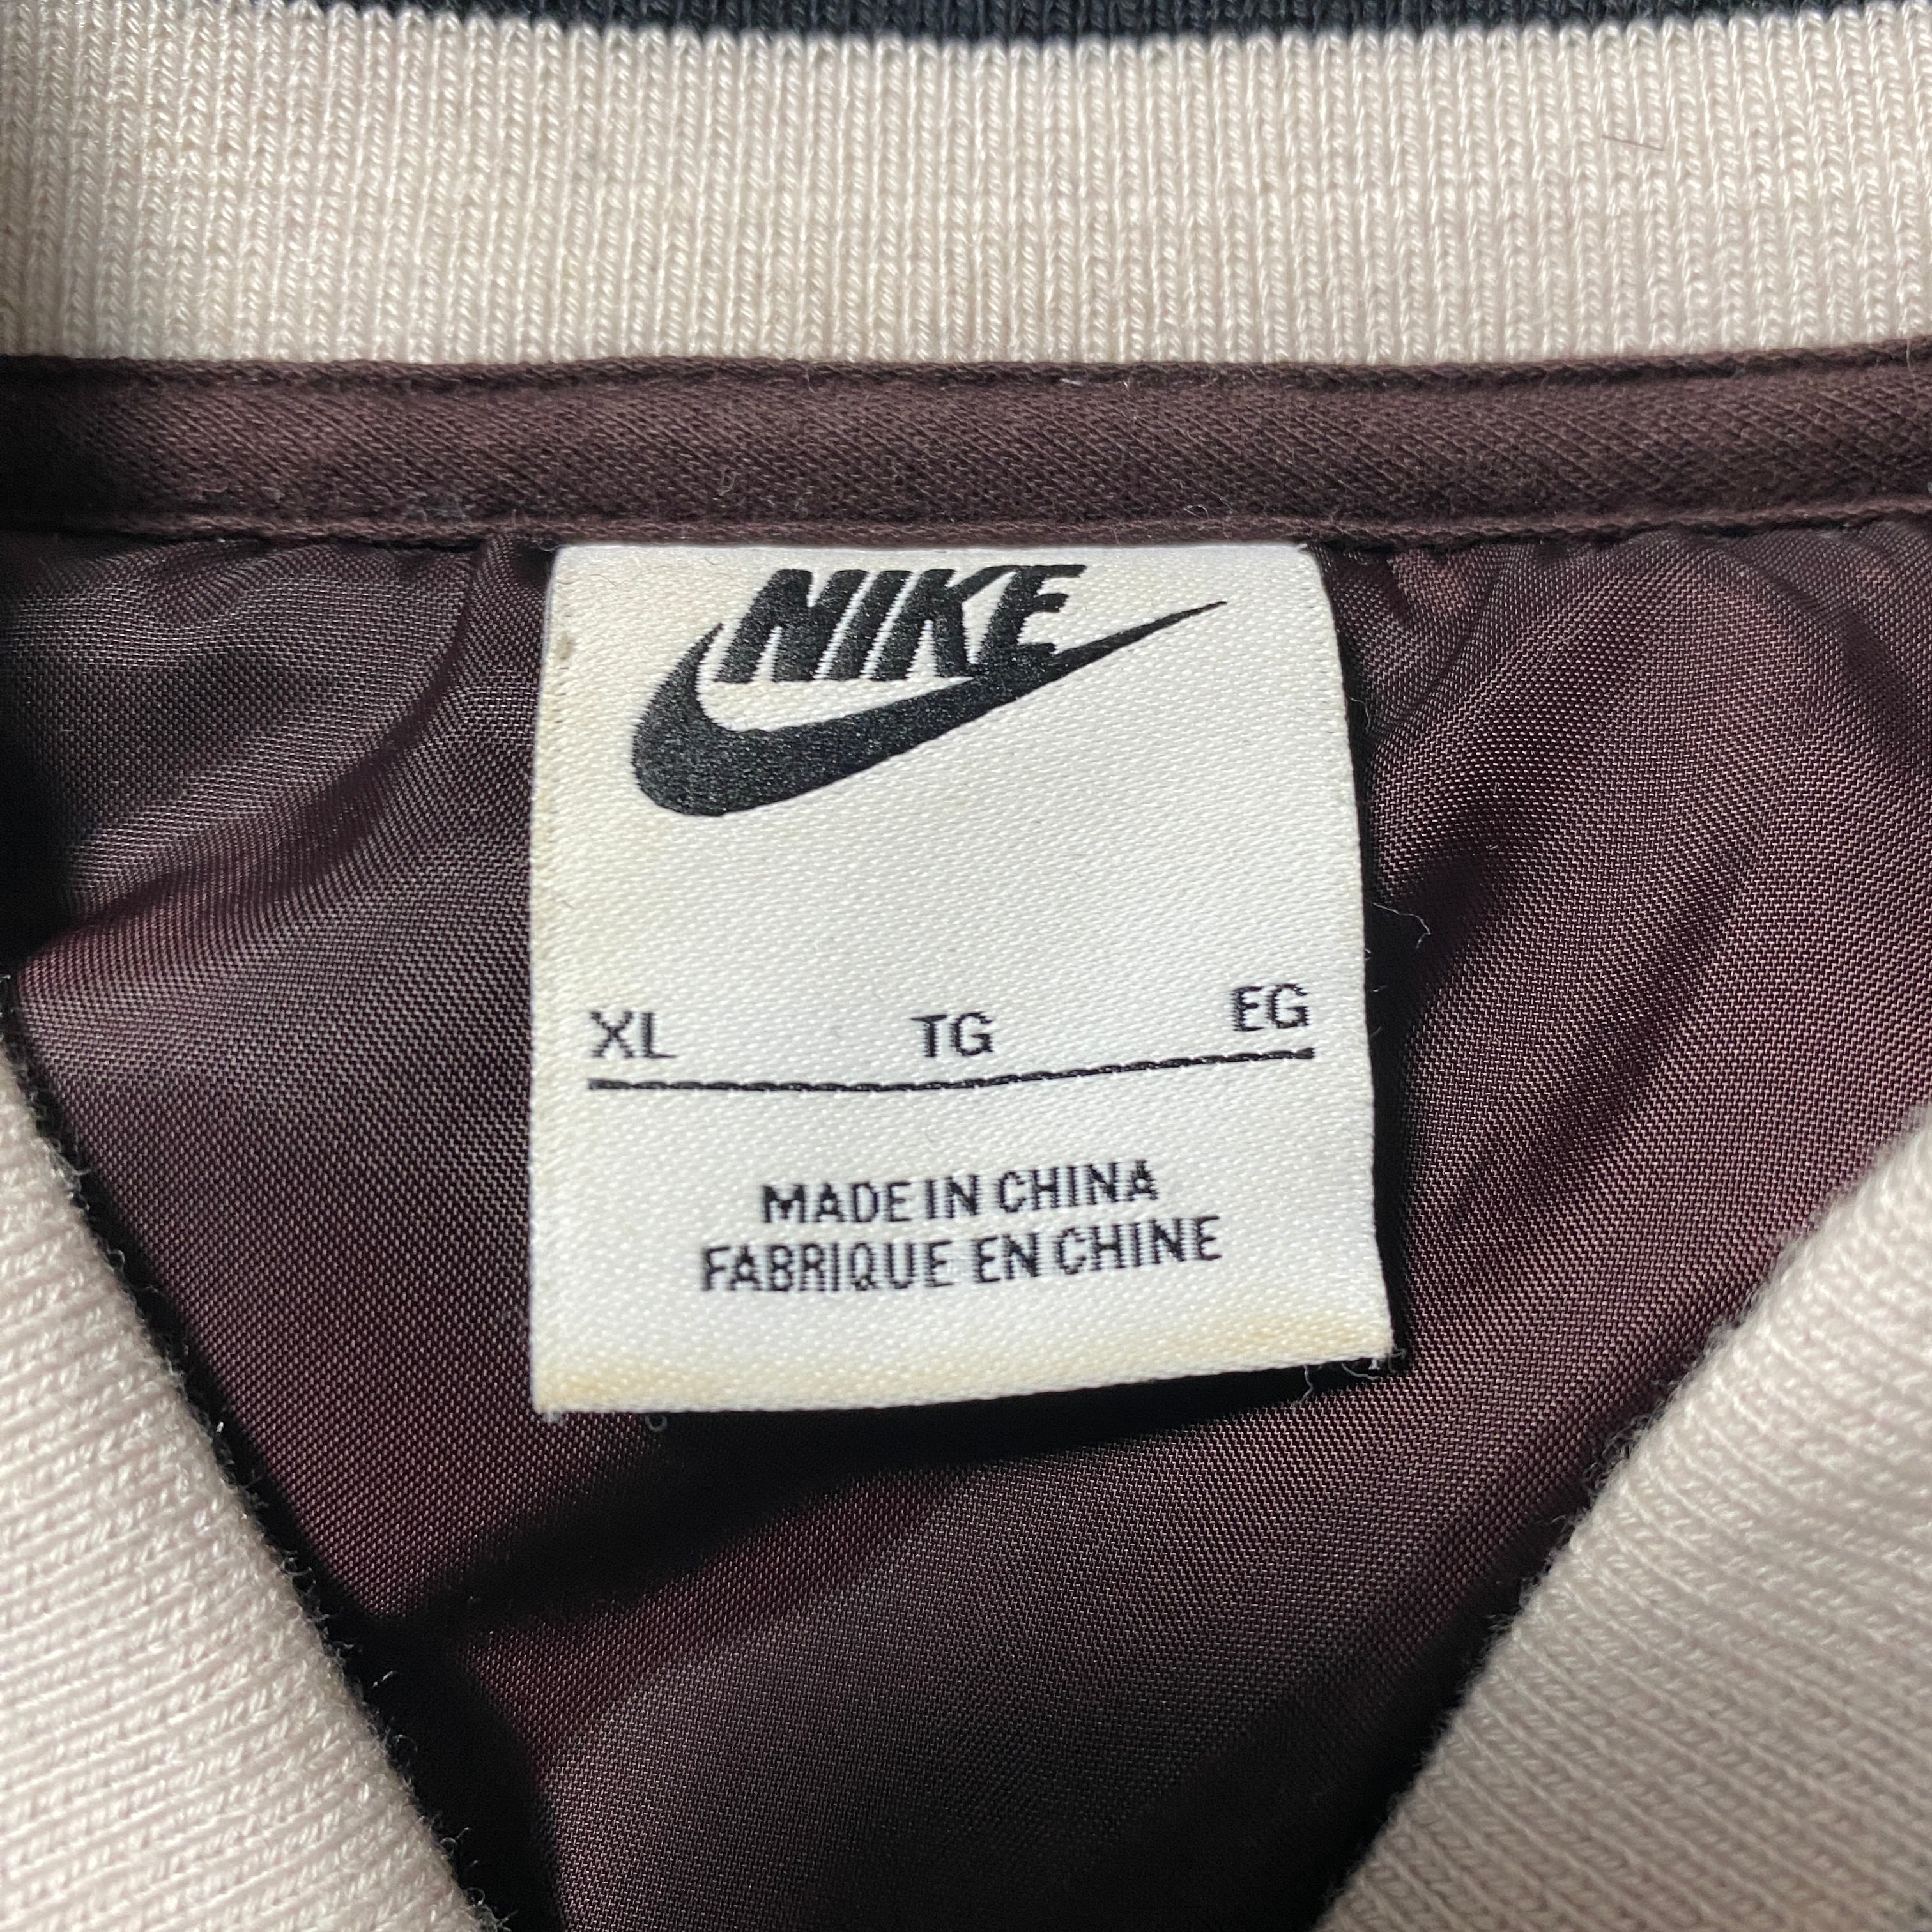 NIKE
XL TG EG
MADE IN CHINA
FABRIQUE EN CHINE